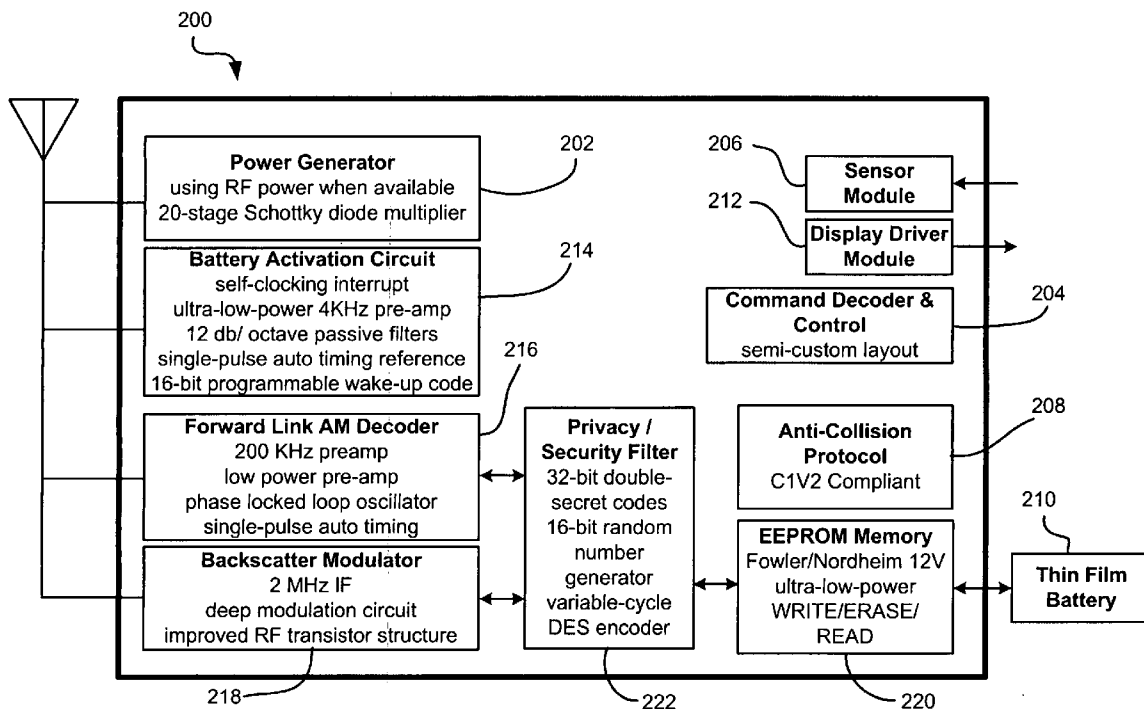 200
Power Generator
using RF power when available
20-stage Schottky diode multiplier
202
Battery Activation Circuit
self-clocking interrupt
ultra-low-power 4KHz pre-amp
12 db/ octave passive filters
single-pulse auto timing reference
16-bit programmable wake-up code
214
Forward Link AM Decoder
200 KHz preamp
low power pre-amp
phase locked loop oscillator
single-pulse auto timing
216
Backscatter Modulator
2 MHz IF
deep modulation circuit
improved RF transistor structure
218
Privacy /
Security Filter
32-bit double-
secret codes
16-bit random
number
generator
variable-cycle
DES encoder
222
206
Sensor
Module
212
Display Driver
Module
Command Decoder &
Control
semi-custom layout
204
Anti-Collision
Protocol
C1V2 Compliant
208
EEPROM Memory
Fowler/Nordheim 12V
ultra-low-power
WRITE/ERASE/
READ
220
210
Thin Film
Battery